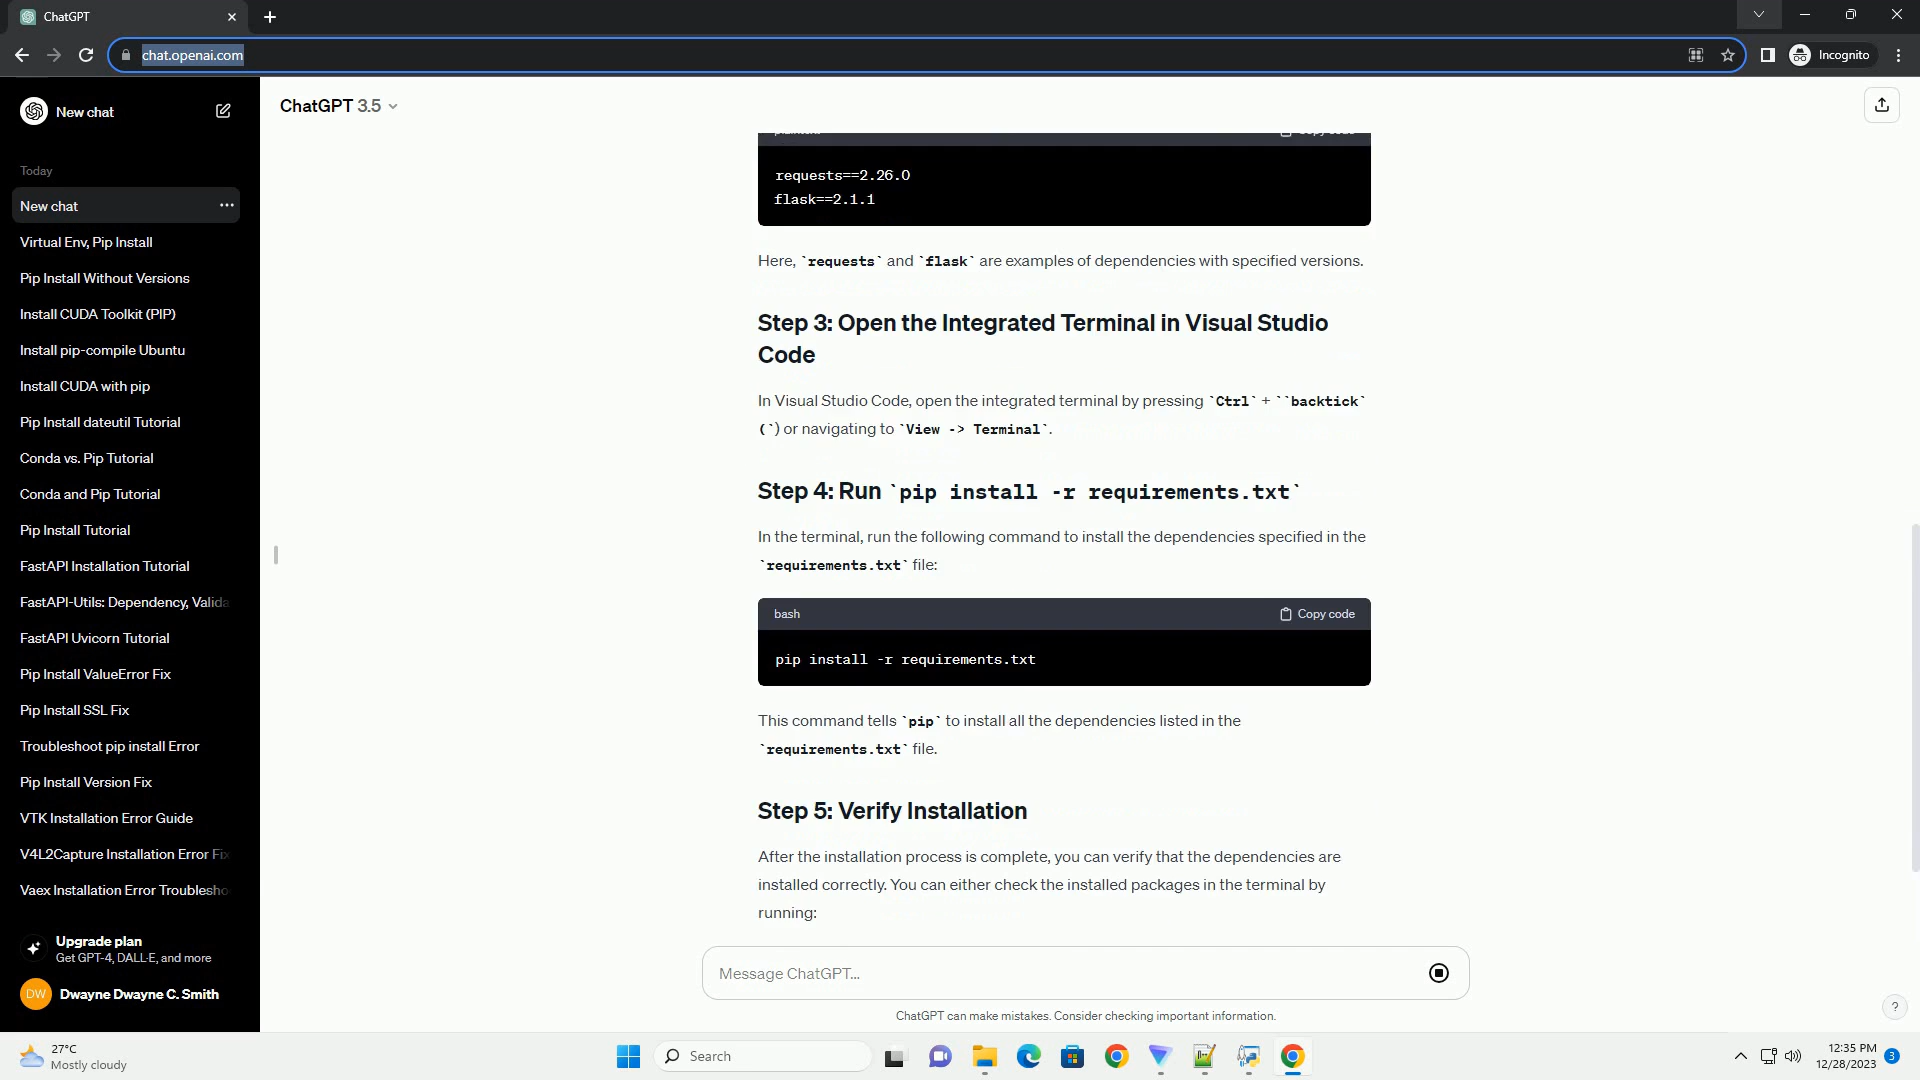 ChatGPT
chat.openai.com
Incognito
New chat
ChatGPT 3.5
Today
New chat
Virtual Env, Pip Install
Pip Install Without Versions
Install CUDA Toolkit (PIP)
Install pip-compile Ubuntu
Install CUDA with pip
Pip Install dateutil Tutorial
Conda vs. Pip Tutorial
Conda and Pip Tutorial
Pip Install Tutorial
FastAPI Installation Tutorial
FastAPI-Utils: Dependency, Valida
FastAPI Uvicorn Tutorial
Pip Install ValueError Fix
Pip Install SSL Fix
Troubleshoot pip install Error
Pip Install Version Fix
VTK Installation Error Guide
V4L2Capture Installation Error Fix
Vaex Installation Error Troublesho
Upgrade plan
Get GPT-4, DALL·E, and more
DW
Dwayne Dwayne C. Smith
requests==2.26.0
flask==2.1.1
Here, `requests` and `flask` are examples of dependencies with specified versions.
Step 3: Open the Integrated Terminal in Visual Studio
Code
In Visual Studio Code, open the integrated terminal by pressing `Ctrl` + ``backtick`
(`) or navigating to `View -> Terminal`.
Step 4: Run `pip install -r requirements.txt`
In the terminal, run the following command to install the dependencies specified in the
`requirements.txt` file:
bash
Copy code
pip install -r requirements.txt
This command tells `pip` to install all the dependencies listed in the
`requirements.txt` file.
Step 5: Verify Installation
After the installation process is complete, you can verify that the dependencies are
installed correctly. You can either check the installed packages in the terminal by
running:
Message ChatGPT...
ChatGPT can make mistakes. Consider checking important information.
?
27°C
Mostly cloudy
Search
12:35 PM
12/28/2023
3